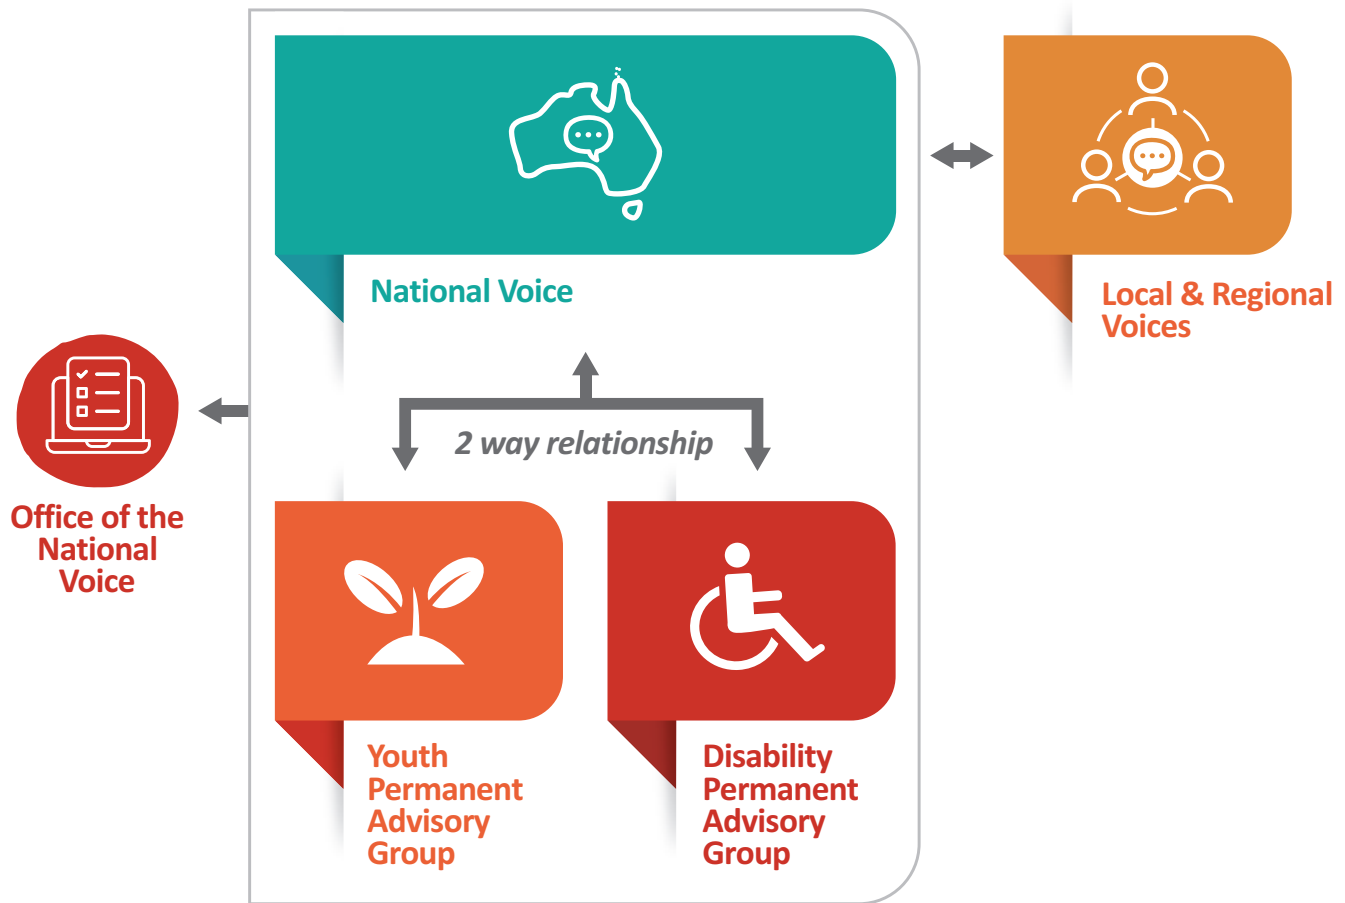 National Voice
Local & Regional
Voices
2 way relationship
Office of the
National
Voice
Youth
Permanent
Advisory
Group
Disability
Permanent
Advisory
Group